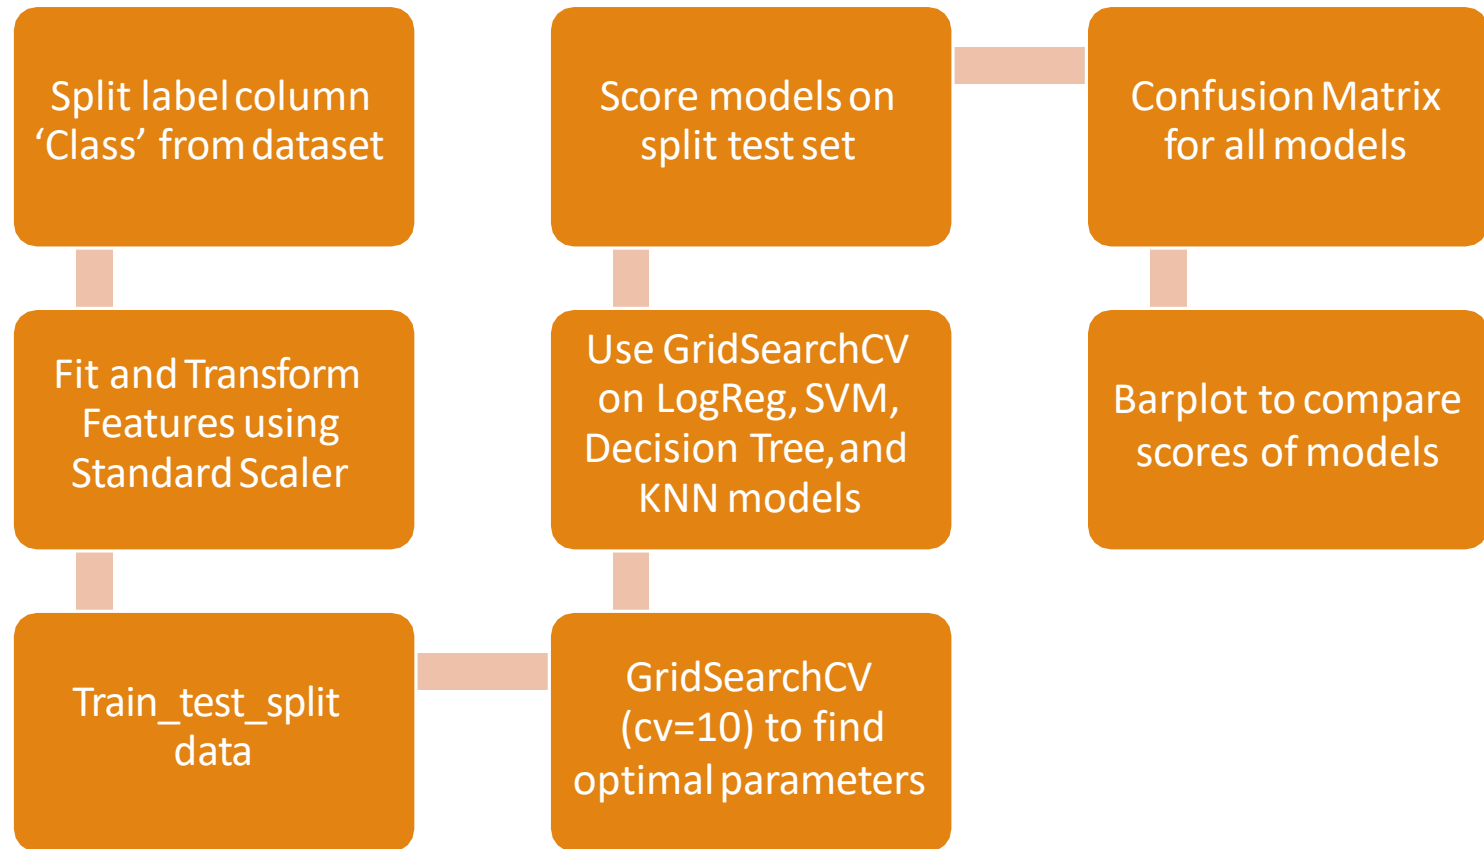 Split label column
‘Class’ from dataset
Fit and Transform
Features using
Standard Scaler
Train_test_split
data
GridSearchCV
(cv=10) to find
optimal parameters
Use GridSearchCV
on LogReg, SVM,
Decision Tree, and
KNN models
Score models on
split test set
Confusion Matrix
for all models
Barplot to compare
scores of models